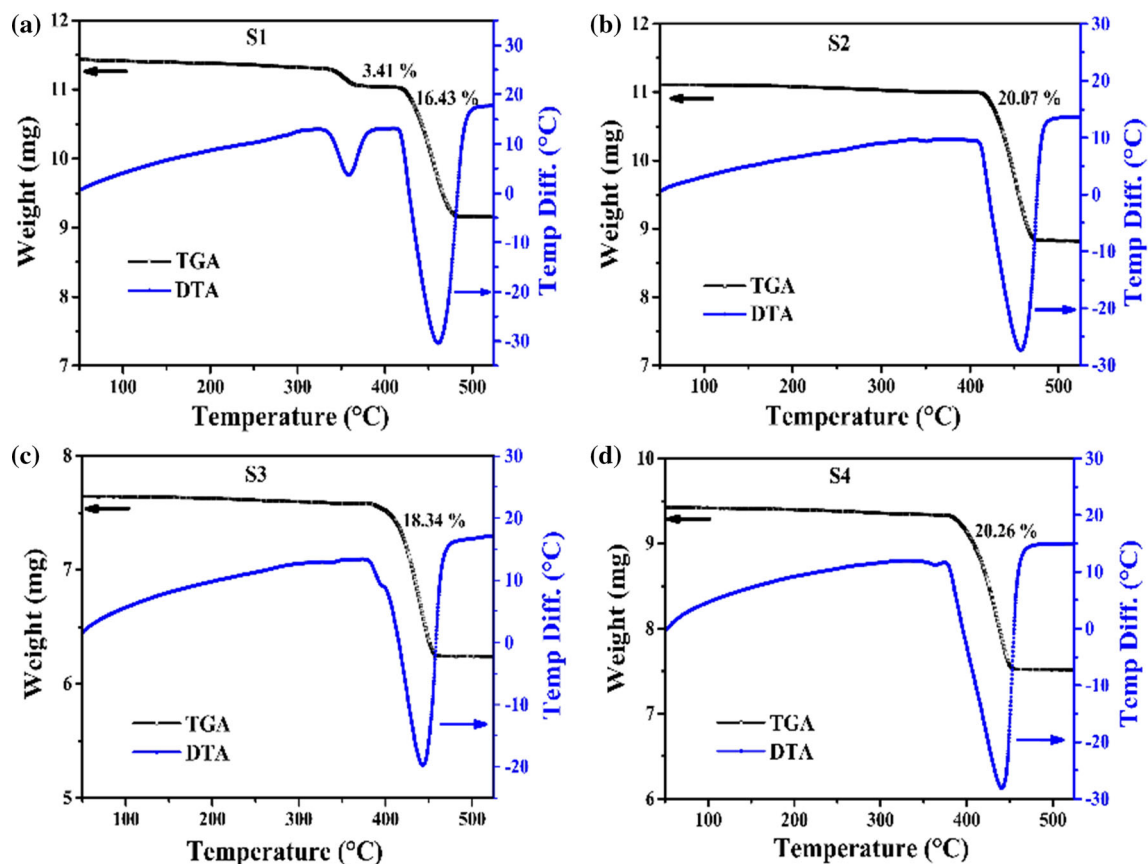 (a)
S1
3.41 %
16.43 %
TGA
DTA
12
11
10
9
8
7
Weight (mg)
30
20
10
0
-10
-20
-30
Temp Diff. (°C)
100
200
300
400
500
Temperature (°C)
(b)
S2
20.07 %
TGA
DTA
12
11
10
9
8
7
Weight (mg)
30
20
10
0
-10
-20
-30
Temp Diff. (°C)
100
200
300
400
500
Temperature (°C)
(c)
S3
18.34 %
TGA
DTA
8
7
6
5
Weight (mg)
30
20
10
0
-10
-20
Temp Diff. (°C)
100
200
300
400
500
Temperature (°C)
(d)
S4
20.26 %
TGA
DTA
10
9
8
7
6
Weight (mg)
30
20
10
0
-10
-20
-30
Temp Diff. (°C)
100
200
300
400
500
Temperature (°C)